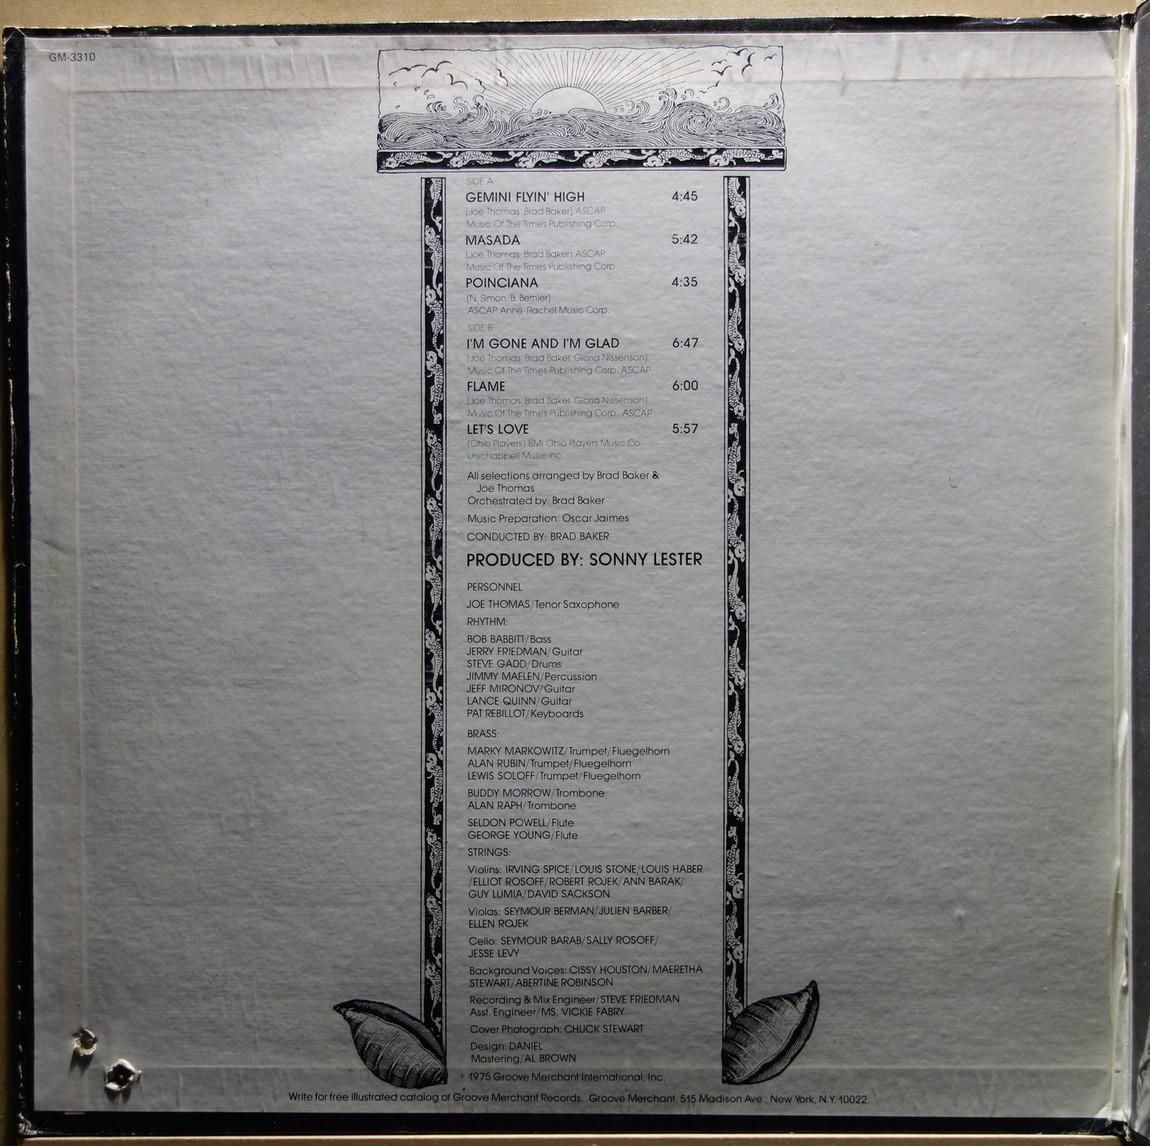 GM-3310
SIDE A:
GEMINI FLYIN' HIGH 4:45
(Joe Thomas, Brad Baker) ASCAP
Music Of The Times Publishing Corp.
MASADA 5:42
(Joe Thomas, Brad Baker) ASCAP
Music Of The Times Publishing Corp.
POINCIANA 4:35
(N. Simon, B. Bernier)
ASCAP Anne-Rachel Music Corp.
SIDE B:
I'M GONE AND I'M GLAD 6:47
(Joe Thomas, Brad Baker, Gloria Nissenson)
Music Of The Times Publishing Corp., ASCAP
FLAME 6:00
(Joe Thomas, Brad Baker, Gloria Nissenson)
Music Of The Times Publishing Corp., ASCAP
LET'S LOVE 5:57
(Ohio Players) BMI Ohio Players Music Co.
Unichappell Music Inc.
All selections arranged by Brad Baker &
Joe Thomas
Orchestrated by: Brad Baker
Music Preparation: Oscar Jaimes
CONDUCTED BY: BRAD BAKER
PRODUCED BY: SONNY LESTER
PERSONNEL
JOE THOMAS/Tenor Saxophone
RHYTHM:
BOB BABBITT/Bass
JERRY FRIEDMAN/Guitar
STEVE GADD/Drums
JIMMY MAELEN/Percussion
JEFF MIRONOV/Guitar
LANCE QUINN/Guitar
PAT REBILLOT/Keyboards
BRASS:
MARKY MARKOWITZ/Trumpet/Fluegelhorn
ALAN RUBIN/Trumpet/Fluegelhorn
LEWIS SOLOFF/Trumpet/Fluegelhorn
BUDDY MORROW/Trombone
ALAN RAPH/Trombone
SELDON POWELL/Flute
GEORGE YOUNG/Flute
STRINGS:
Violins: IRVING SPICE/LOUIS STONE/LOUIS HABER
/ELLIOT ROSOFF/ROBERT ROJEK/ANN BARAK/
GUY LUMIA/DAVID SACKSON
Violas: SEYMOUR BERMAN/JULIEN BARBER/
ELLEN ROJEK
Cello: SEYMOUR BARAB/SALLY ROSOFF/
JESSE LEVY
Background Voices: CISSY HOUSTON/MAERETHA
STEWART/ABERTINE ROBINSON
Recording & Mix Engineer/STEVE FRIEDMAN
Asst. Engineer/MS. VICKIE FABRY
Cover Photograph: CHUCK STEWART
Design: DANIEL
Mastering/AL BROWN
℗ 1975 Groove Merchant International, Inc.
Write for free illustrated catalog of Groove Merchant Records. Groove Merchant, 515 Madison Ave., New York, N.Y. 10022